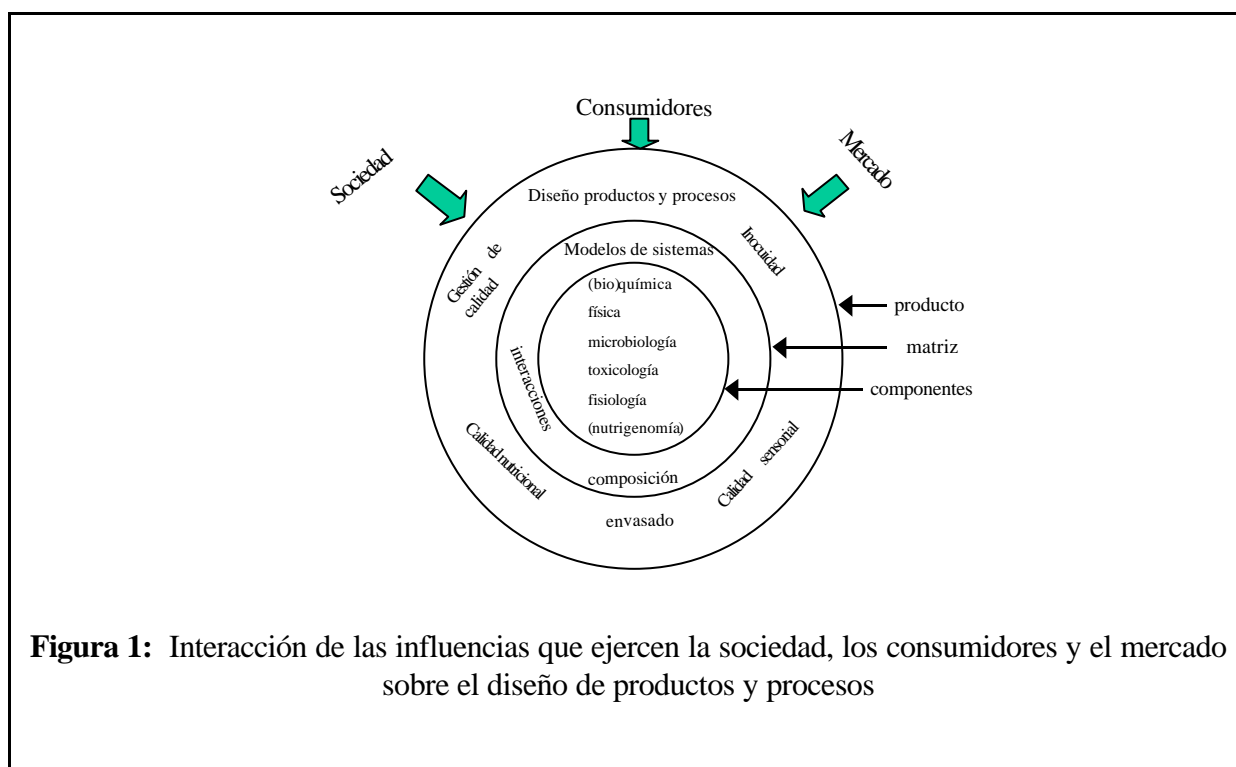 Consumidores
Sociedad
Mercado
Diseño productos y procesos
Gestión de
calidad
Inocuidad
Modelos de sistemas
(bio)química
física
microbiología
toxicología
fisiología
(nutrigenomía)
interacciones
producto
matriz
componentes
Calidad nutricional
composición
Calidad sensorial
envasado
Figura 1: Interacción de las influencias que ejercen la sociedad, los consumidores y el mercado
sobre el diseño de productos y procesos